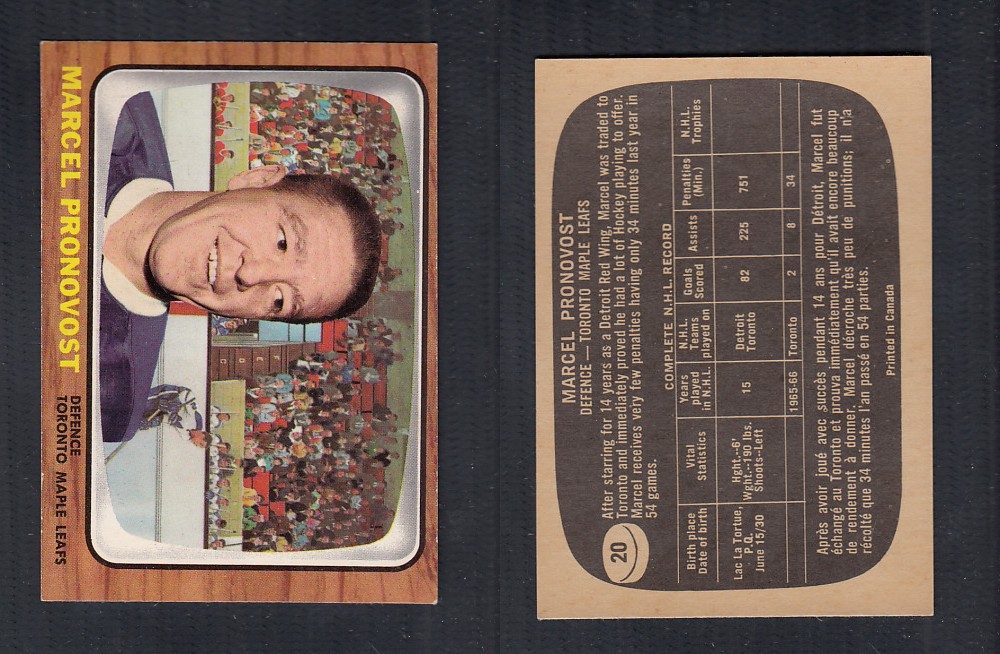 MARCEL PRONOVOST
DEFENCE
TORONTO MAPLE LEAFS
20
MARCEL PRONOVOST
DEFENCE — TORONTO MAPLE LEAFS
After starring for 14 years as a Detroit Red Wing, Marcel was traded to
Toronto and immediately proved he had a lot of Hockey playing to offer.
Marcel receives very few penalties having only 34 minutes last year in
54 games.
COMPLETE N.H.L. RECORD
Birth place
Date of birth
Vital
Statistics
Years
played
in N.H.L.
N.H.L.
Teams
played on
Goals
Scored
Assists
Penalties
(Min.)
N.H.L.
Trophies
Lac La Tortue,
P.Q.
June 15/30
Hght.--6'
Wght.--190 lbs.
Shoots--Left
15
Detroit
Toronto
82
225
751
1965-66
Toronto
2
8
34
Après avoir joué avec succès pendant 14 ans pour Détroit, Marcel fut
échangé au Toronto et prouva immédiatement qu'il avait encore beaucoup
de rendement à donner. Marcel décroche trés peu de punitions; il n'a
récolté que 34 minutes l'an passé en 54 parties.
Printed in Canada